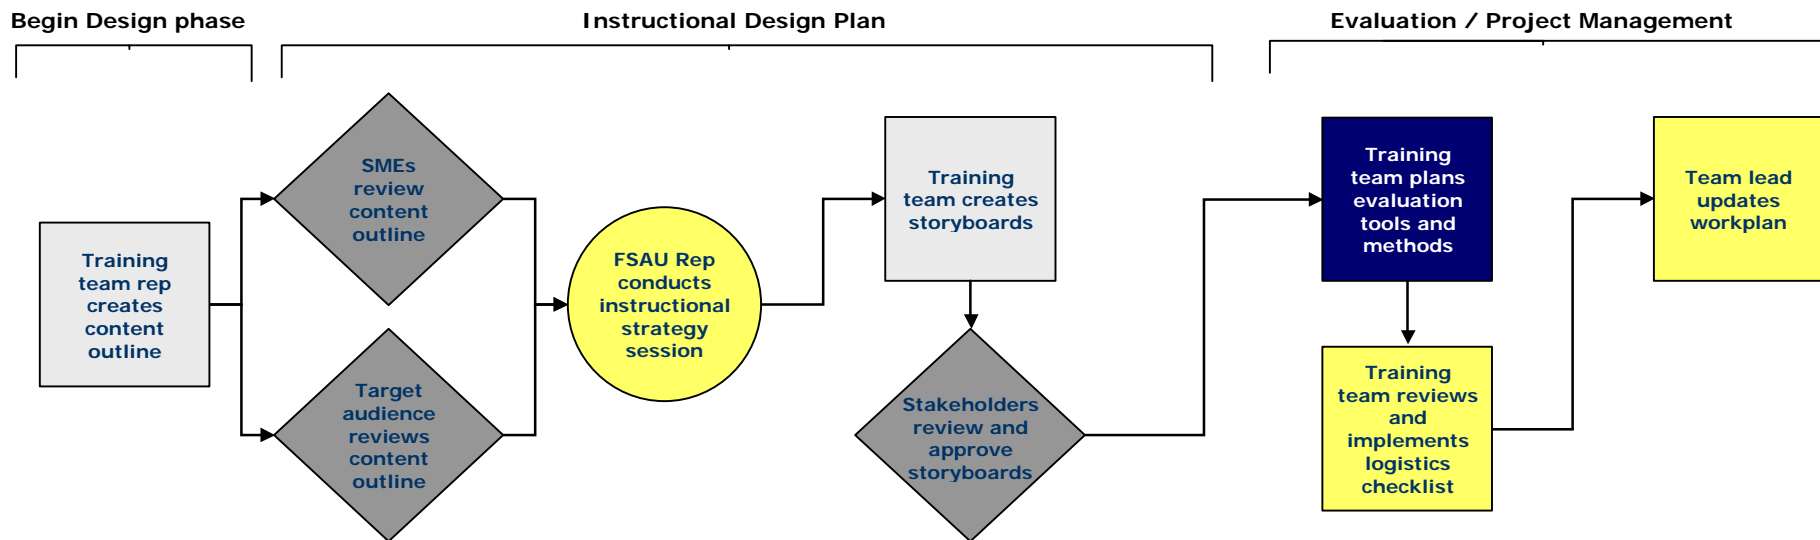 Begin Design phase
Instructional Design Plan
Evaluation / Project Management
Training
team rep
creates
content
outline
SMEs
review
content
outline
Target
audience
reviews
content
outline
FSAU Rep
conducts
instructional
strategy
session
Training
team creates
storyboards
Stakeholders
review and
approve
storyboards
Training
team plans
evaluation
tools and
methods
Training
team reviews
and
implements
logistics
checklist
Team lead
updates
workplan